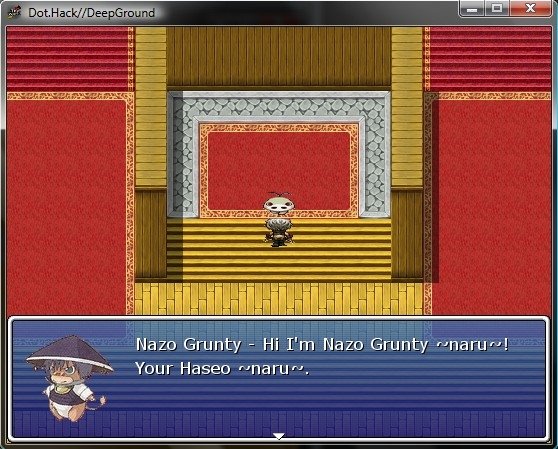 Dot.Hack//DeepGround
Nazo Grunty - Hi I'm Nazo Grunty ~naru~!
Your Haseo ~naru~.